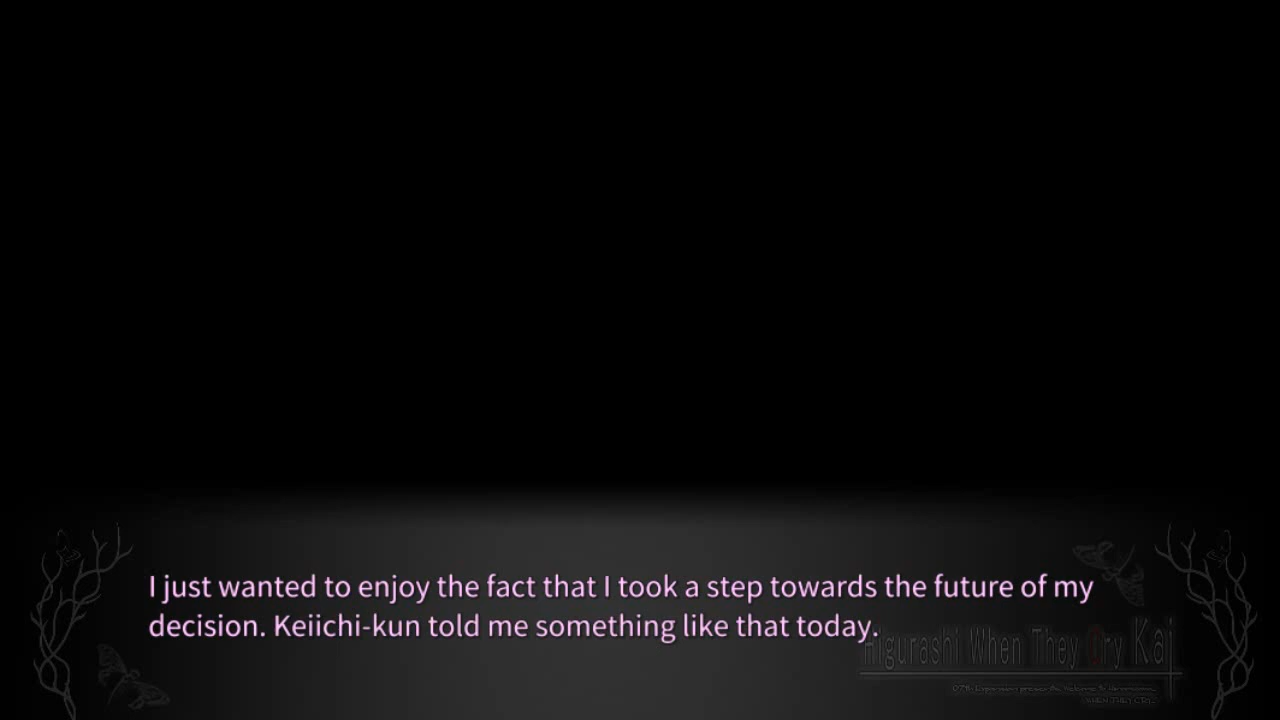 I just wanted to enjoy the fact that I took a step towards the future of my
decision. Keiichi-kun told me something like that today.
Higurashi When They Cry Kai